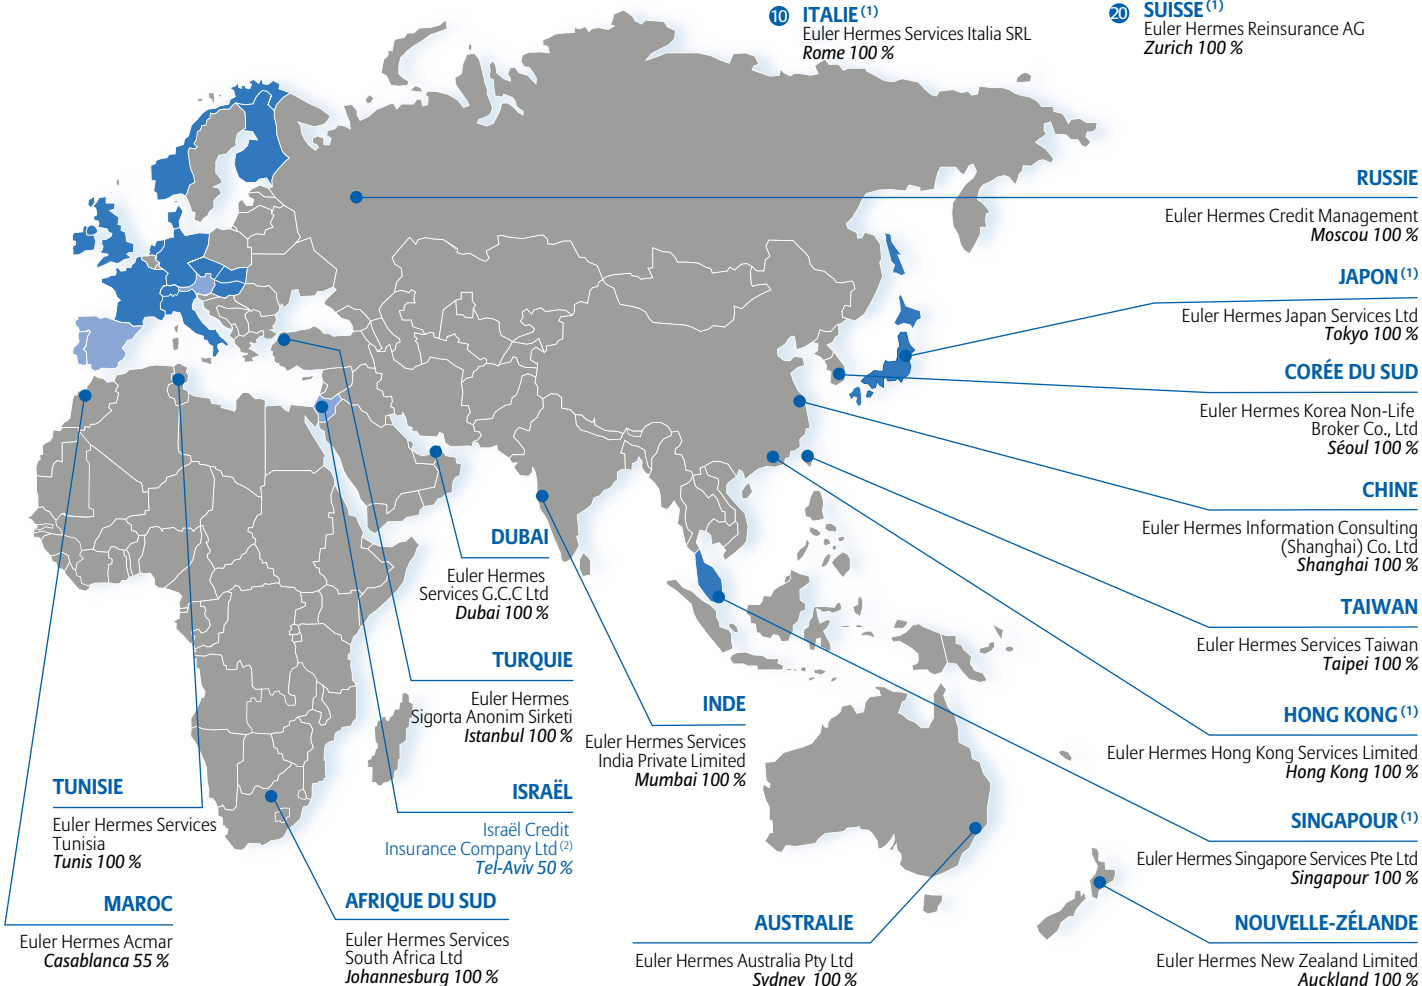 10 ITALIE (1)
Euler Hermes Services Italia SRL
Rome 100 %
20 SUISSE (1)
Euler Hermes Reinsurance AG
Zurich 100 %
RUSSIE
Euler Hermes Credit Management
Moscou 100 %
JAPON (1)
Euler Hermes Japan Services Ltd
Tokyo 100 %
CORÉE DU SUD
Euler Hermes Korea Non-Life
Broker Co., Ltd
Séoul 100 %
CHINE
Euler Hermes Information Consulting
(Shanghai) Co. Ltd
Shanghai 100 %
TAIWAN
Euler Hermes Services Taiwan
Taipei 100 %
HONG KONG (1)
Euler Hermes Hong Kong Services Limited
Hong Kong 100 %
SINGAPOUR (1)
Euler Hermes Singapore Services Pte Ltd
Singapour 100 %
NOUVELLE-ZÉLANDE
Euler Hermes New Zealand Limited
Auckland 100 %
DUBAI
Euler Hermes
Services G.C.C Ltd
Dubai 100 %
TURQUIE
Euler Hermes
Sigorta Anonim Sirketi
Istanbul 100 %
INDE
Euler Hermes Services
India Private Limited
Mumbai 100 %
ISRAËL
Israël Credit
Insurance Company Ltd (2)
Tel-Aviv 50 %
TUNISIE
Euler Hermes Services
Tunisia
Tunis 100 %
MAROC
Euler Hermes Acmar
Casablanca 55 %
AFRIQUE DU SUD
Euler Hermes Services
South Africa Ltd
Johannesburg 100 %
AUSTRALIE
Euler Hermes Australia Pty Ltd
Sydney 100 %